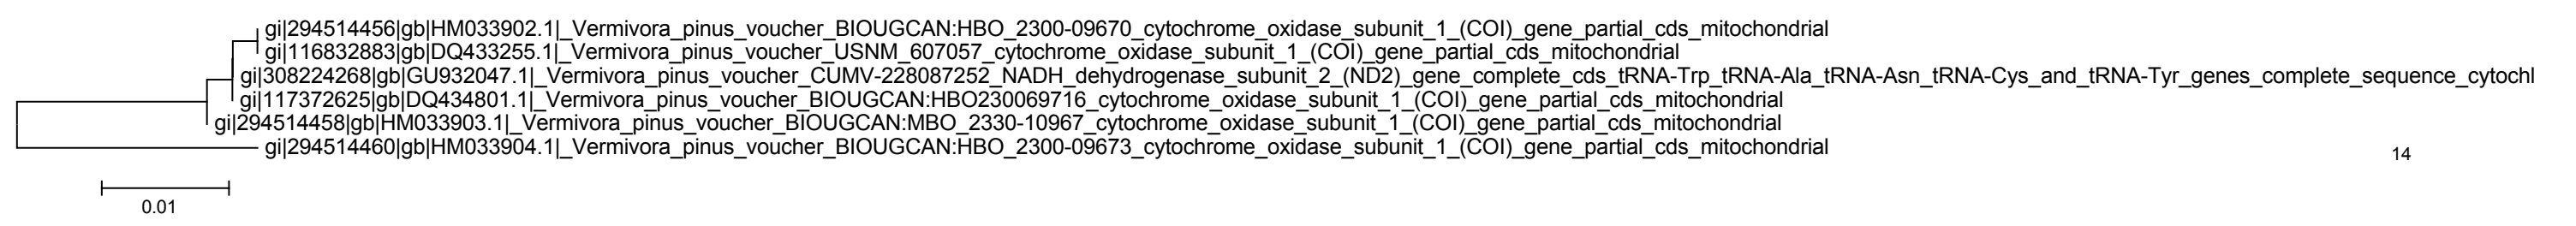 gi|294514456|gb|HM033902.1|_Vermivora_pinus_voucher_BIOUGCAN:HBO_2300-09670_cytochrome_oxidase_subunit_1_(COI)_gene_partial_cds_mitochondrial
gi|116832883|gb|DQ433255.1|_Vermivora_pinus_voucher_USNM_607057_cytochrome_oxidase_subunit_1_(COI)_gene_partial_cds_mitochondrial
gi|308224268|gb|GU932047.1|_Vermivora_pinus_voucher_CUMV-228087252_NADH_dehydrogenase_subunit_2_(ND2)_gene_complete_cds_tRNA-Trp_tRNA-Ala_tRNA-Asn_tRNA-Cys_and_tRNA-Tyr_genes_complete_sequence_cytochl
gi|117372625|gb|DQ434801.1|_Vermivora_pinus_voucher_BIOUGCAN:HBO230069716_cytochrome_oxidase_subunit_1_(COI)_gene_partial_cds_mitochondrial
gi|294514458|gb|HM033903.1|_Vermivora_pinus_voucher_BIOUGCAN:MBO_2330-10967_cytochrome_oxidase_subunit_1_(COI)_gene_partial_cds_mitochondrial
gi|294514460|gb|HM033904.1|_Vermivora_pinus_voucher_BIOUGCAN:HBO_2300-09673_cytochrome_oxidase_subunit_1_(COI)_gene_partial_cds_mitochondrial
14
0.01